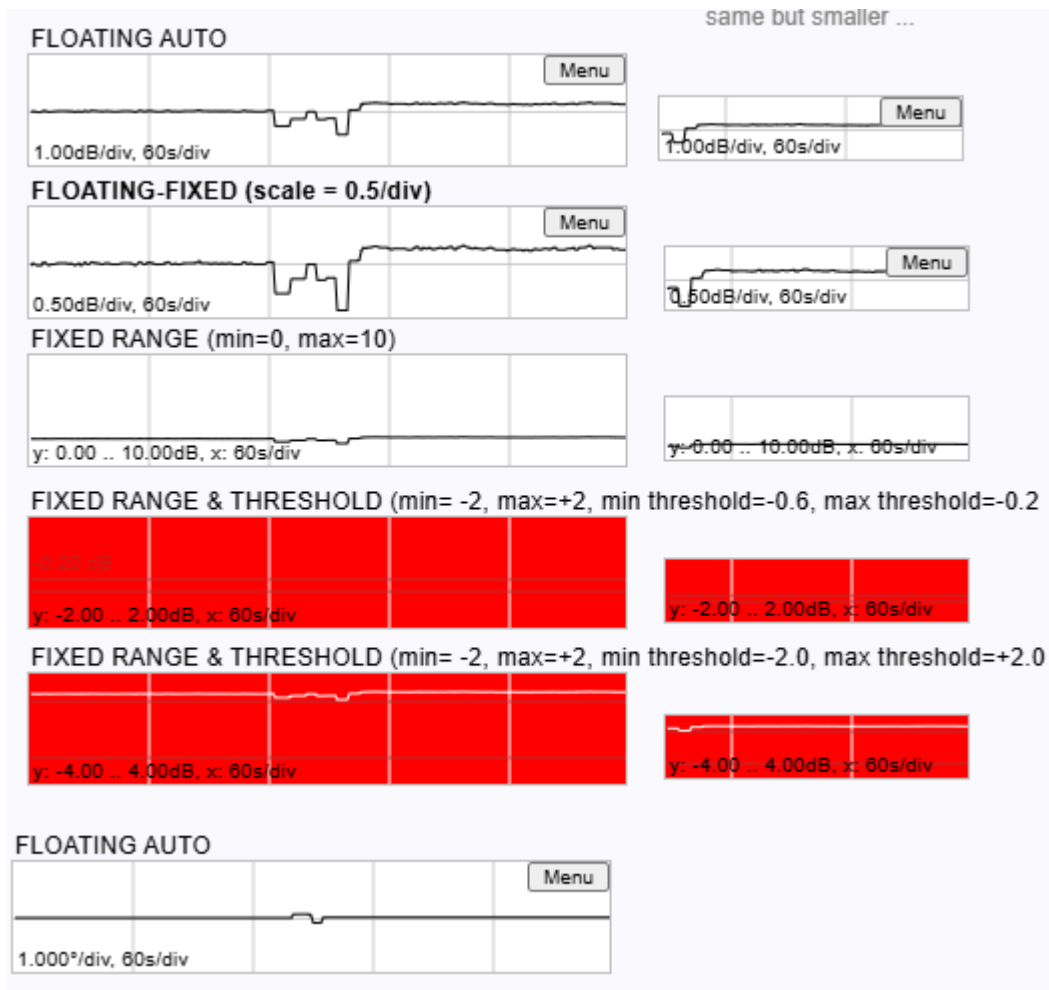 same but smaller ...
FLOATING AUTO
Menu
1.00dB/div, 60s/div
Menu
1.00dB/div, 60s/div
FLOATING-FIXED (scale = 0.5/div)
Menu
0.50dB/div, 60s/div
Menu
0.50dB/div, 60s/div
FIXED RANGE (min=0, max=10)
y: 0.00 .. 10.00dB, x: 60s/div
y: 0.00 .. 10.00dB, x: 60s/div
FIXED RANGE & THRESHOLD (min= -2, max=+2, min threshold=-0.6, max threshold=-0.2
-0.20 dB
y: -2.00 .. 2.00dB, x: 60s/div
y: -2.00 .. 2.00dB, x: 60s/div
FIXED RANGE & THRESHOLD (min= -2, max=+2, min threshold=-2.0, max threshold=+2.0
y: -4.00 .. 4.00dB, x: 60s/div
y: -4.00 .. 4.00dB, x: 60s/div
FLOATING AUTO
Menu
1.000°/div, 60s/div